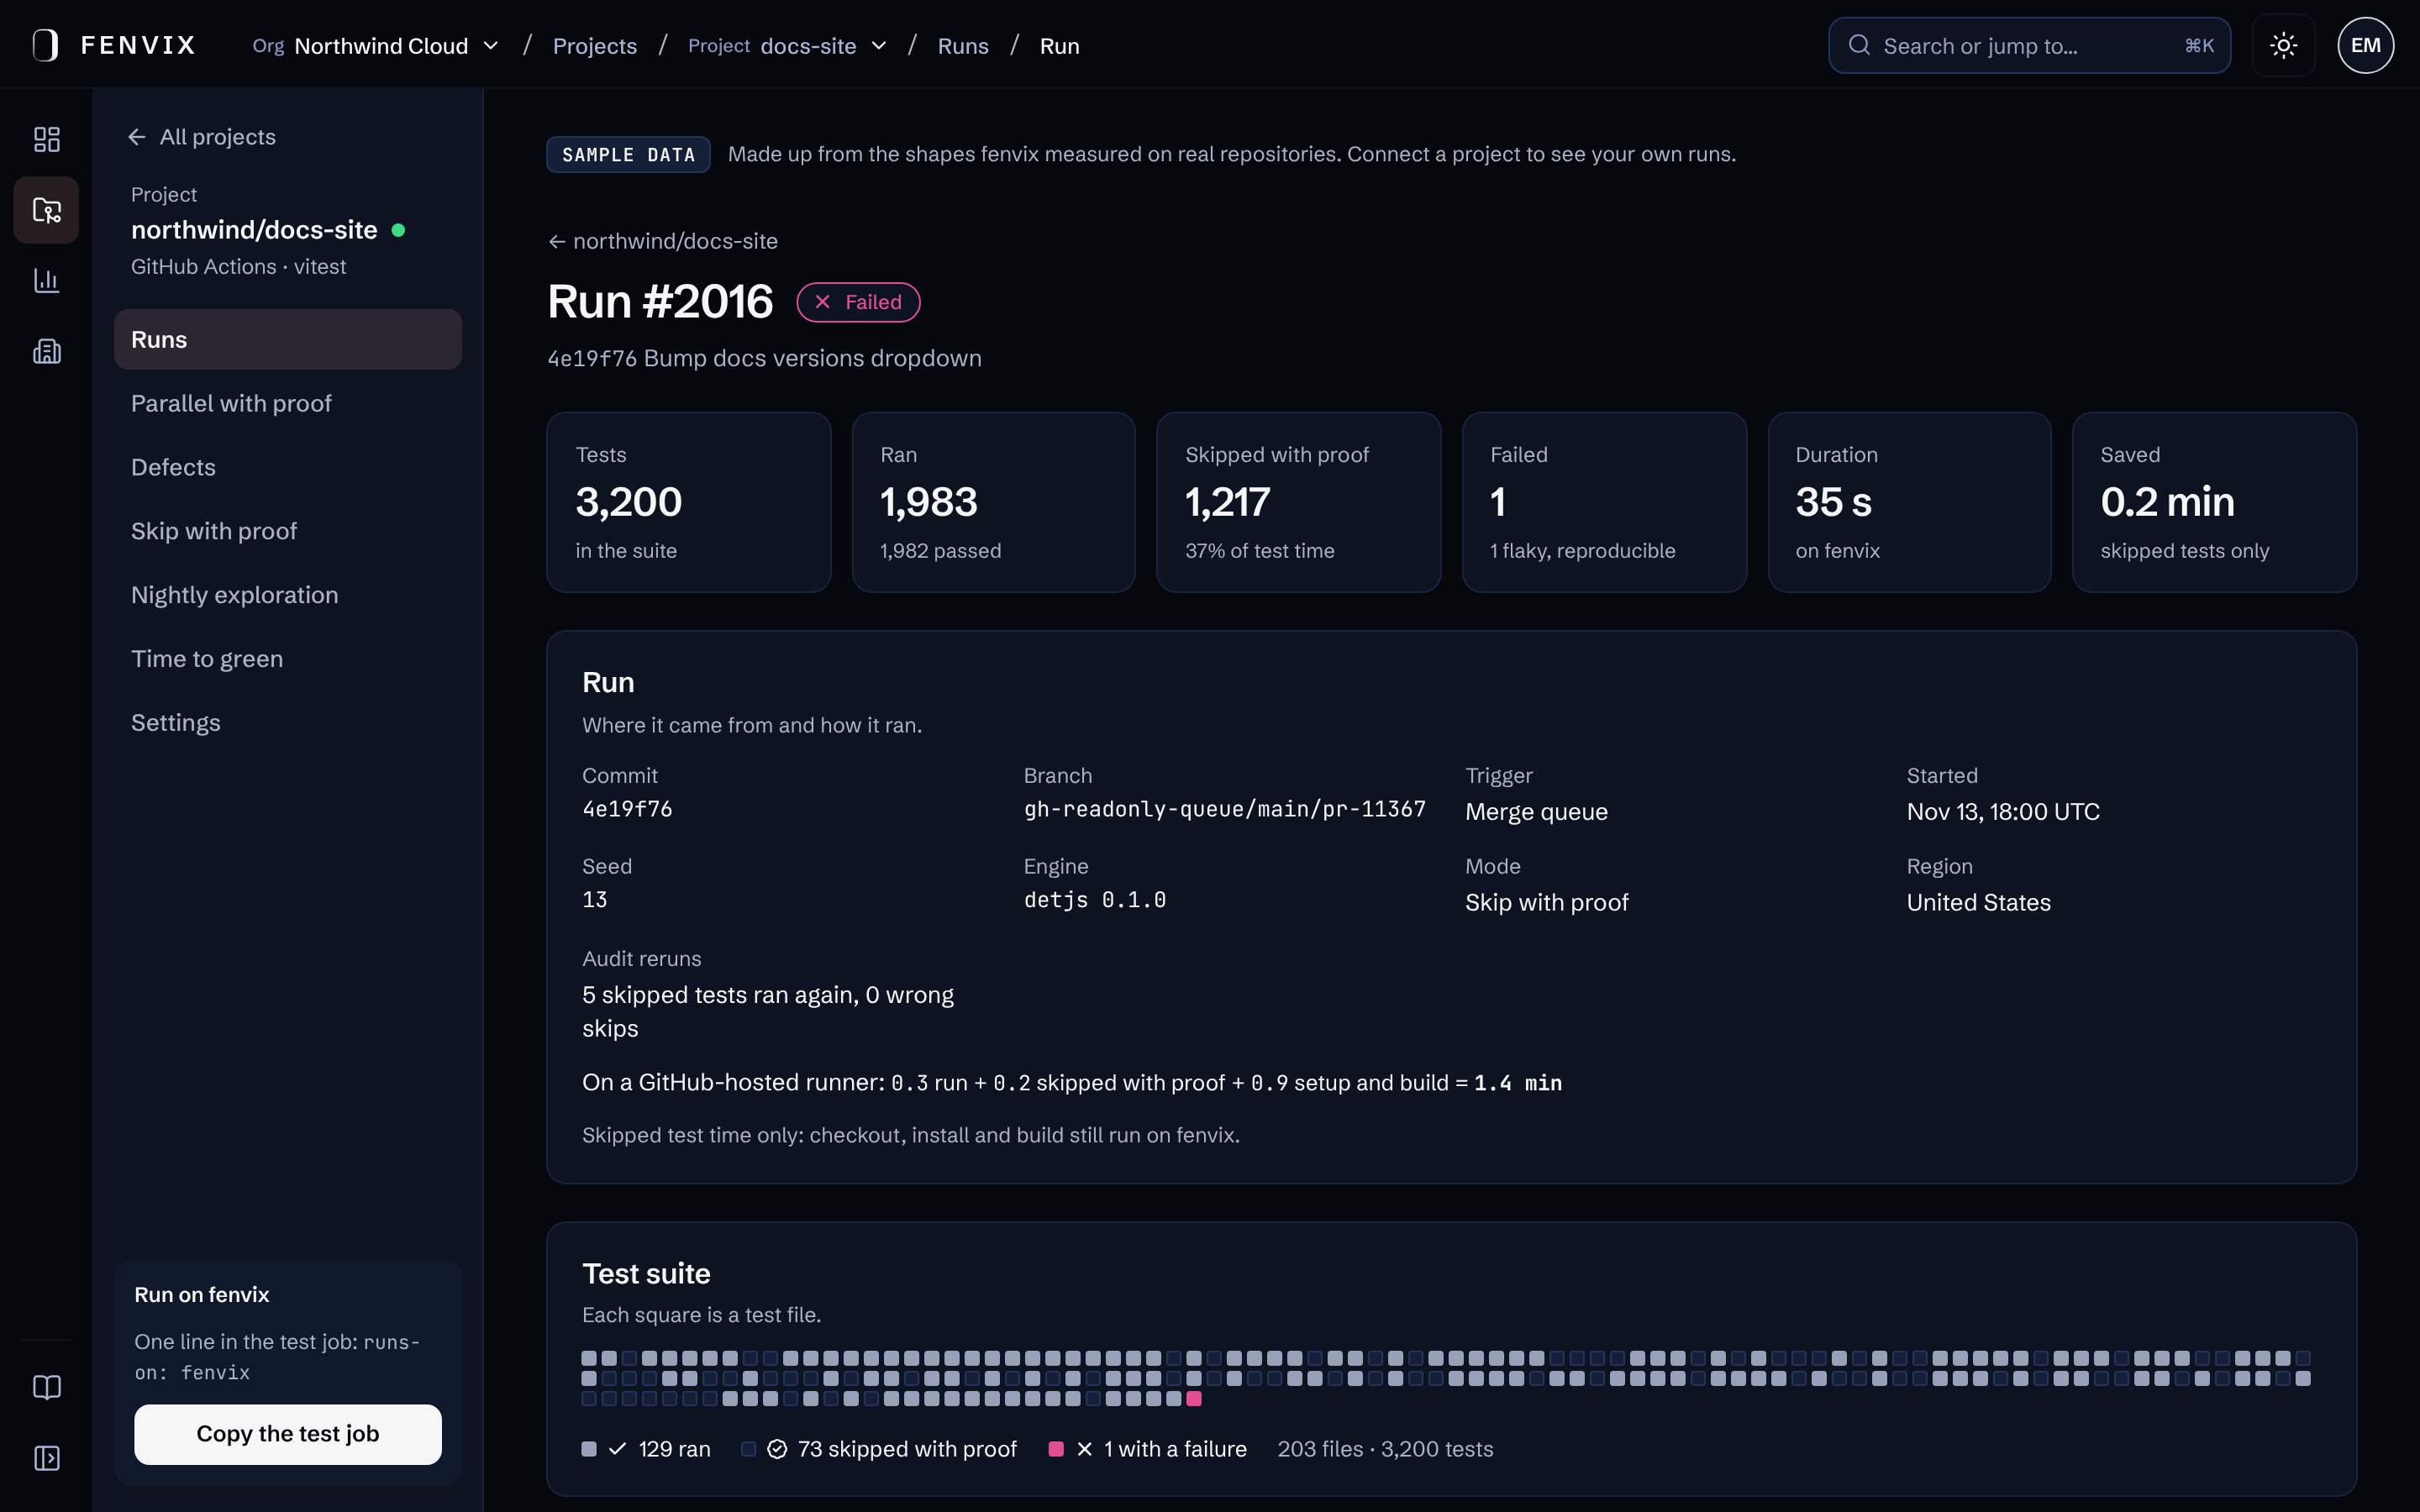 FENVIX
Org Northwind Cloud / Projects / Project docs-site / Runs / Run
Search or jump to... ⌘K
EM
← All projects
Project
northwind/docs-site
GitHub Actions · vitest
Runs
Parallel with proof
Defects
Skip with proof
Nightly exploration
Time to green
Settings
Run on fenvix
One line in the test job: runs-
on: fenvix
Copy the test job
SAMPLE DATA Made up from the shapes fenvix measured on real repositories. Connect a project to see your own runs.
← northwind/docs-site
Run #2016 Failed
4e19f76 Bump docs versions dropdown
Tests
3,200
in the suite
Ran
1,983
1,982 passed
Skipped with proof
1,217
37% of test time
Failed
1
1 flaky, reproducible
Duration
35 s
on fenvix
Saved
0.2 min
skipped tests only
Run
Where it came from and how it ran.
Commit
4e19f76
Branch
gh-readonly-queue/main/pr-11367
Trigger
Merge queue
Started
Nov 13, 18:00 UTC
Seed
13
Engine
detjs 0.1.0
Mode
Skip with proof
Region
United States
Audit reruns
5 skipped tests ran again, 0 wrong
skips
On a GitHub-hosted runner: 0.3 run + 0.2 skipped with proof + 0.9 setup and build = 1.4 min
Skipped test time only: checkout, install and build still run on fenvix.
Test suite
Each square is a test file.
129 ran 73 skipped with proof 1 with a failure 203 files · 3,200 tests